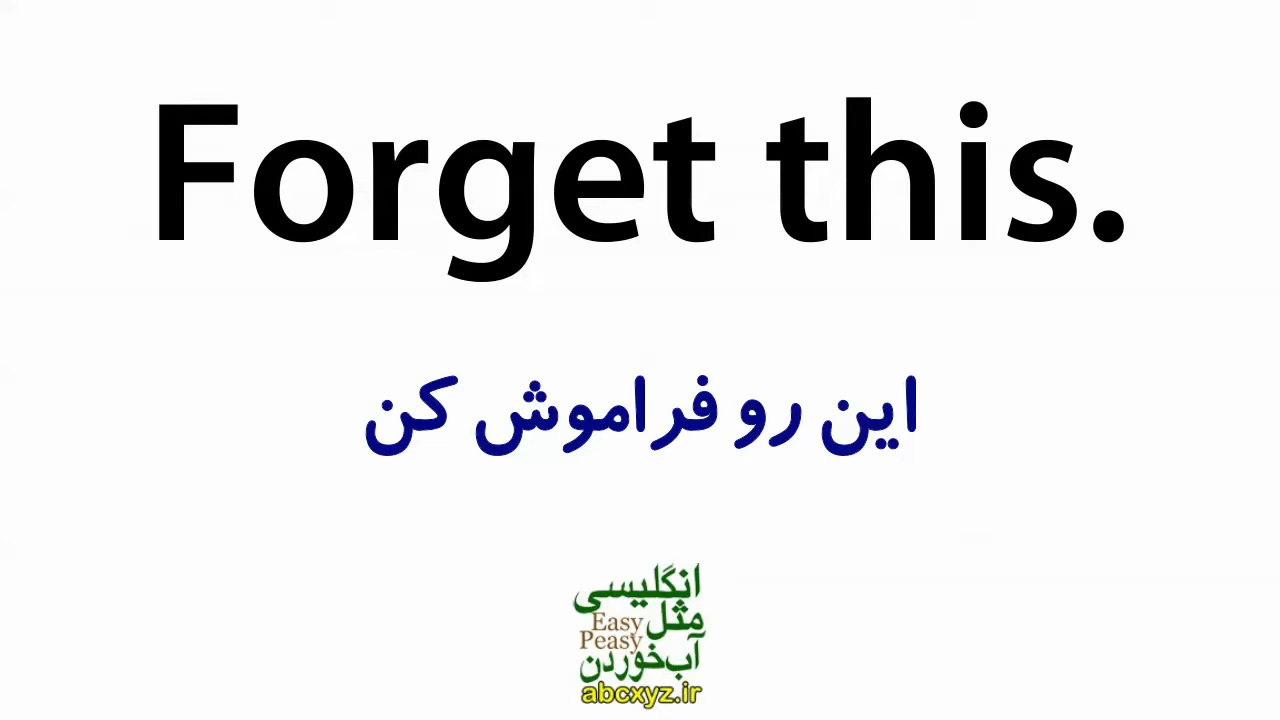 Forget this.
این رو فراموش کن
انگلیسی
مثل
Easy
Peasy
آب‌خوردن
abcxyz.ir